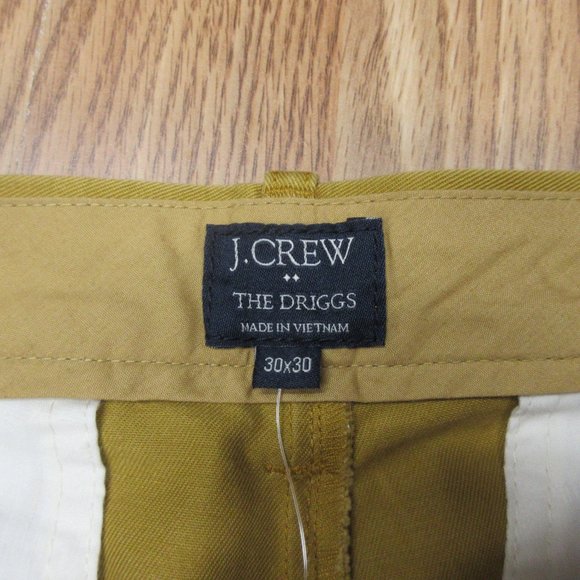 J.CREW
THE DRIGGS
MADE IN VIETNAM
30x30